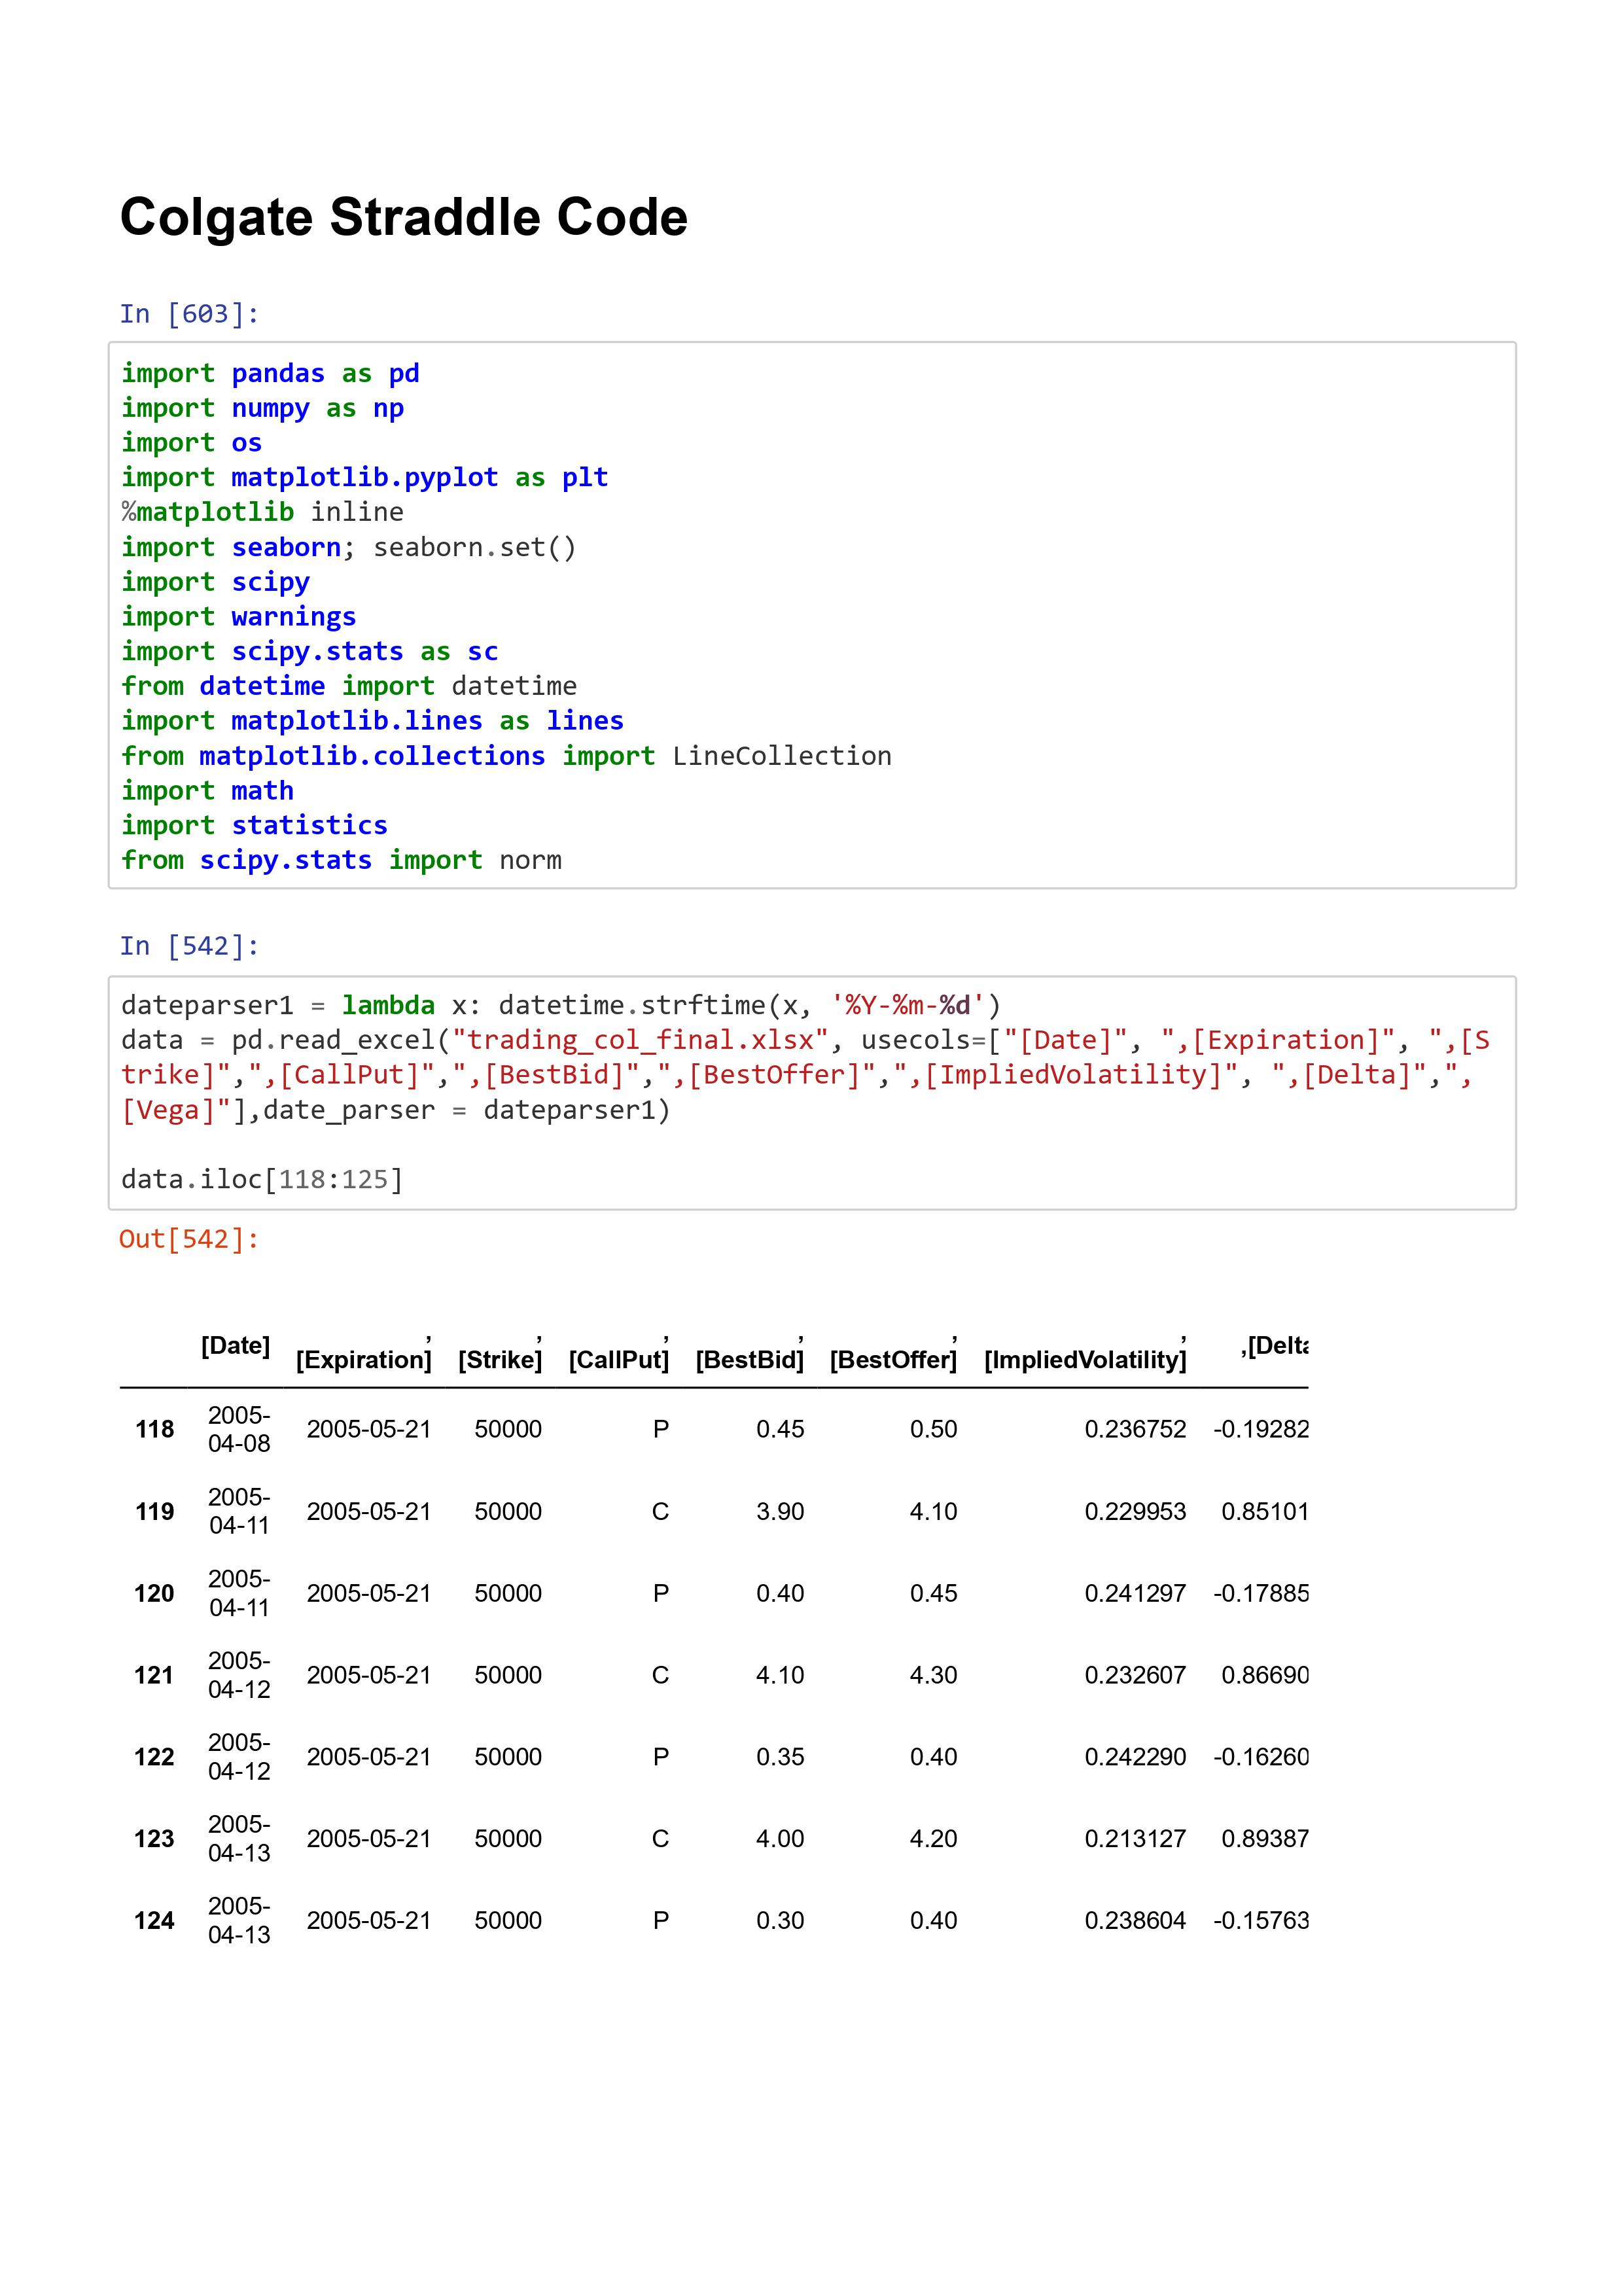 Colgate Straddle Code
In [603]:
import pandas as pd
import numpy as np
import os
import matplotlib.pyplot as plt
%matplotlib inline
import seaborn; seaborn.set()
import scipy
import warnings
import scipy.stats as sc
from datetime import datetime
import matplotlib.lines as lines
from matplotlib.collections import LineCollection
import math
import statistics
from scipy.stats import norm
In [542]:
dateparser1 = lambda x: datetime.strftime(x, '%Y-%m-%d')
data = pd.read_excel("trading_col_final.xlsx", usecols=["[Date]", ",[Expiration]", ",[S
trike]",",[CallPut]",",[BestBid]",",[BestOffer]",",[ImpliedVolatility]", ",[Delta]",",
[Vega]"],date_parser = dateparser1)
data.iloc[118:125]
Out[542]:
[Date] ,[Expiration] ,[Strike] ,[CallPut] ,[BestBid] ,[BestOffer] ,[ImpliedVolatility] ,[Delta
118 2005-04-08 2005-05-21 50000 P 0.45 0.50 0.236752 -0.19282
119 2005-04-11 2005-05-21 50000 C 3.90 4.10 0.229953 0.85101
120 2005-04-11 2005-05-21 50000 P 0.40 0.45 0.241297 -0.17885
121 2005-04-12 2005-05-21 50000 C 4.10 4.30 0.232607 0.86690
122 2005-04-12 2005-05-21 50000 P 0.35 0.40 0.242290 -0.16260
123 2005-04-13 2005-05-21 50000 C 4.00 4.20 0.213127 0.89387
124 2005-04-13 2005-05-21 50000 P 0.30 0.40 0.238604 -0.15763